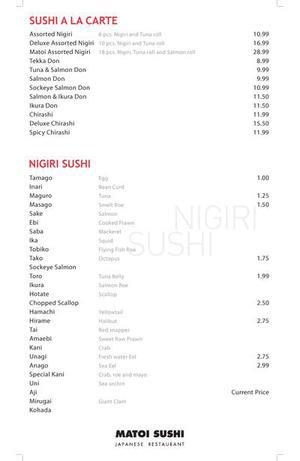 SUSHI A LA CARTE
Assorted Nigiri 6 pcs. Nigiri and Tuna roll 10.99
Deluxe Assorted Nigiri 10 pcs. Nigiri and Tuna roll 16.99
Matoi Assorted Nigiri 18 pcs. Nigiri, Tuna roll and Salmon roll 28.99
Tekka Don 8.99
Tuna & Salmon Don 9.99
Salmon Don 9.99
Sockeye Salmon Don 10.99
Salmon & Ikura Don 11.50
Ikura Don 11.50
Chirashi 11.99
Deluxe Chirashi 15.50
Spicy Chirashi 11.99
NIGIRI SUSHI
Tamago Egg 1.00
Inari Bean Curd
Maguro Tuna 1.25
Masago Smelt Roe 1.50
Sake Salmon
Ebi Cooked Prawn
Saba Mackerel
Ika Squid
Tobiko Flying Fish Roe
Tako Octopus 1.75
Sockeye Salmon
Toro Tuna Belly 1.99
Ikura Salmon Roe
Hotate Scallop
Chopped Scallop 2.50
Hamachi Yellowtail
Hirame Halibut 2.75
Tai Red snapper
Amaebi Sweet Raw Prawn
Kani Crab
Unagi Fresh water Eel 2.75
Anago Sea Eel 2.99
Special Kani Crab, roe and mayo
Uni Sea urchin
Aji Current Price
Mirugai Giant Clam
Kohada
NIGIRI
SUSHI
MATOI SUSHI
JAPANESE RESTAURANT